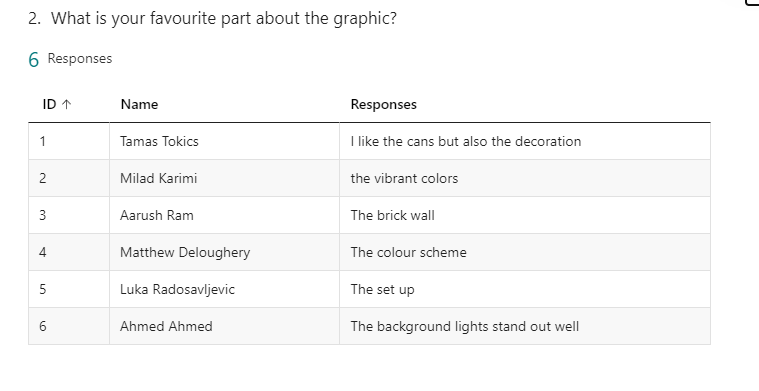 2. What is your favourite part about the graphic?
6 Responses
ID ↑ Name Responses
1 Tamas Tokics I like the cans but also the decoration
2 Milad Karimi the vibrant colors
3 Aarush Ram The brick wall
4 Matthew Deloughery The colour scheme
5 Luka Radosavljevic The set up
6 Ahmed Ahmed The background lights stand out well